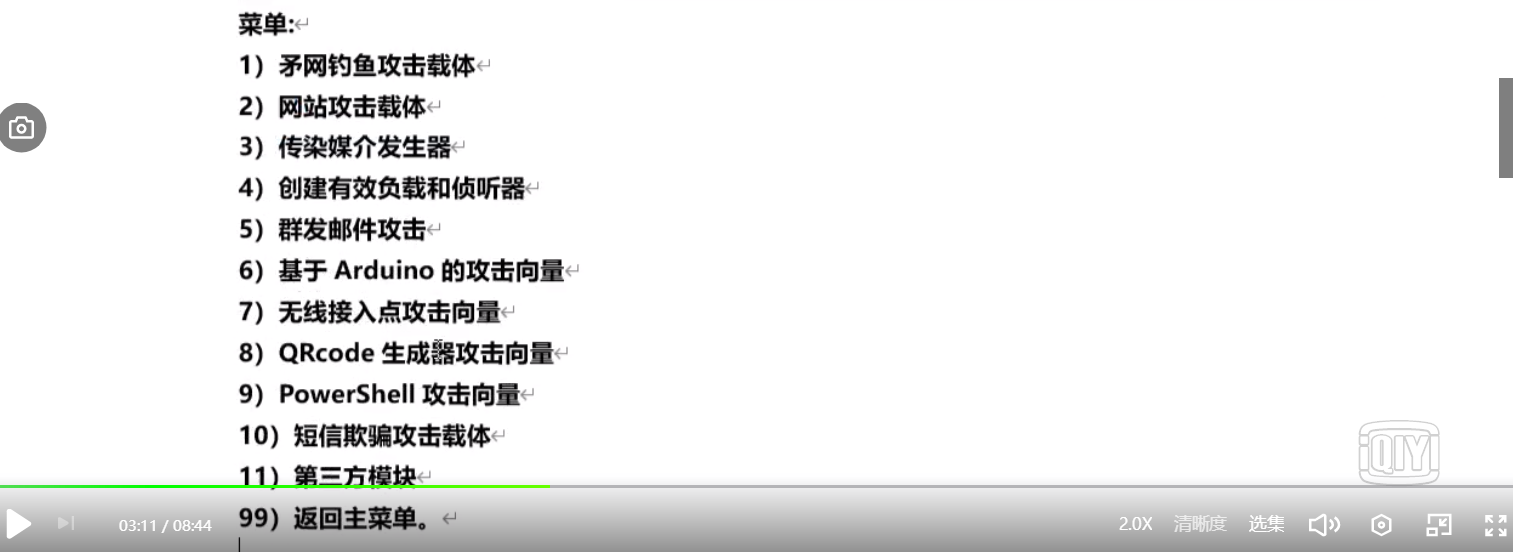 菜单:
1）矛网钓鱼攻击载体
2）网站攻击载体
3）传染媒介发生器
4）创建有效负载和侦听器
5）群发邮件攻击
6）基于 Arduino 的攻击向量
7）无线接入点攻击向量
8）QRcode 生成器攻击向量
9）PowerShell 攻击向量
10）短信欺骗攻击载体
11）第三方模块
99）返回主菜单。
iQIY
03:11 / 08:44
2.0X
清晰度
选集